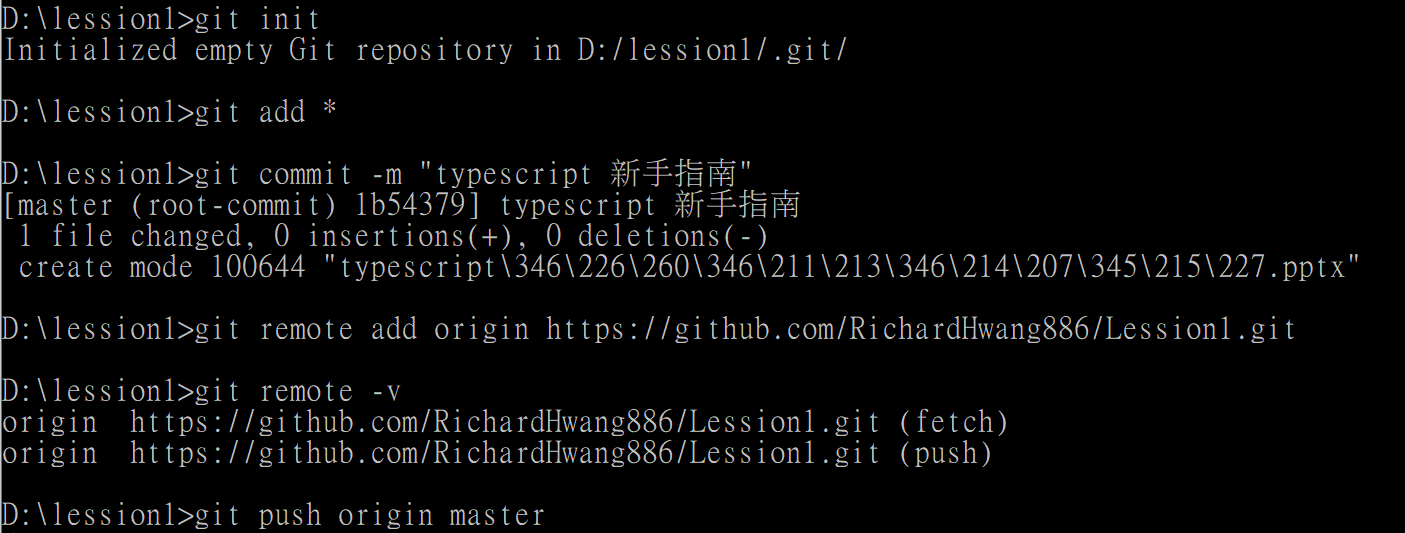 D:\lession1>git init
Initialized empty Git repository in D:/lession1/.git/
D:\lession1>git add *
D:\lession1>git commit -m "typescript 新手指南"
[master (root-commit) 1b54379] typescript 新手指南
 1 file changed, 0 insertions(+), 0 deletions(-)
 create mode 100644 "typescript\346\226\260\346\211\213\346\214\207\345\215\227.pptx"
D:\lession1>git remote add origin https://github.com/RichardHwang886/Lession1.git
D:\lession1>git remote -v
origin  https://github.com/RichardHwang886/Lession1.git (fetch)
origin  https://github.com/RichardHwang886/Lession1.git (push)
D:\lession1>git push origin master